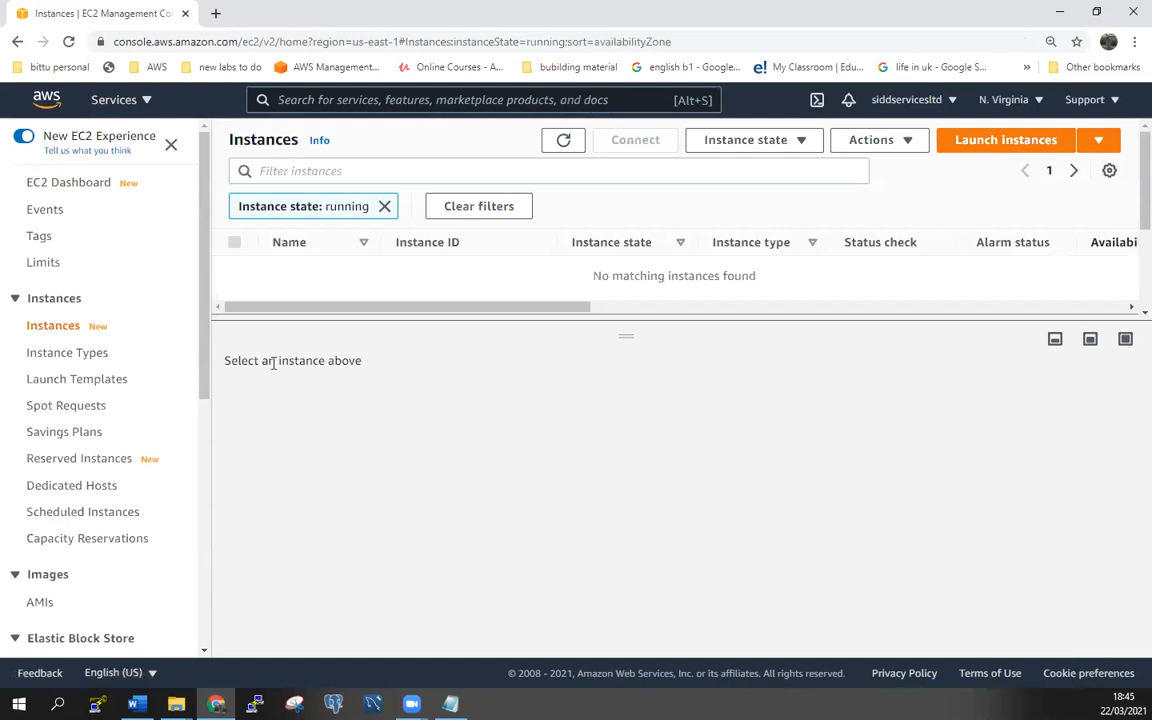 Instances | EC2 Management Co
console.aws.amazon.com/ec2/v2/home?region=us-east-1#Instances:instanceState=running;sort=availabilityZone
bittu personal
AWS
new labs to do
AWS Management...
Online Courses - A...
bubilding material
english b1 - Google...
My Classroom | Edu...
life in uk - Google S...
»
Other bookmarks
aws
Services
Search for services, features, marketplace products, and docs
[Alt+S]
siddservicesltd
N. Virginia
Support
New EC2 Experience
Tell us what you think
EC2 Dashboard New
Events
Tags
Limits
Instances
Instances New
Instance Types
Launch Templates
Spot Requests
Savings Plans
Reserved Instances New
Dedicated Hosts
Scheduled Instances
Capacity Reservations
Images
AMIs
Elastic Block Store
Instances Info
Connect
Instance state
Actions
Launch instances
Filter instances
1
Instance state: running
Clear filters
Name
Instance ID
Instance state
Instance type
Status check
Alarm status
Availabi
No matching instances found
Select an instance above
Feedback
English (US)
© 2008 - 2021, Amazon Web Services, Inc. or its affiliates. All rights reserved.
Privacy Policy
Terms of Use
Cookie preferences
18:45
22/03/2021